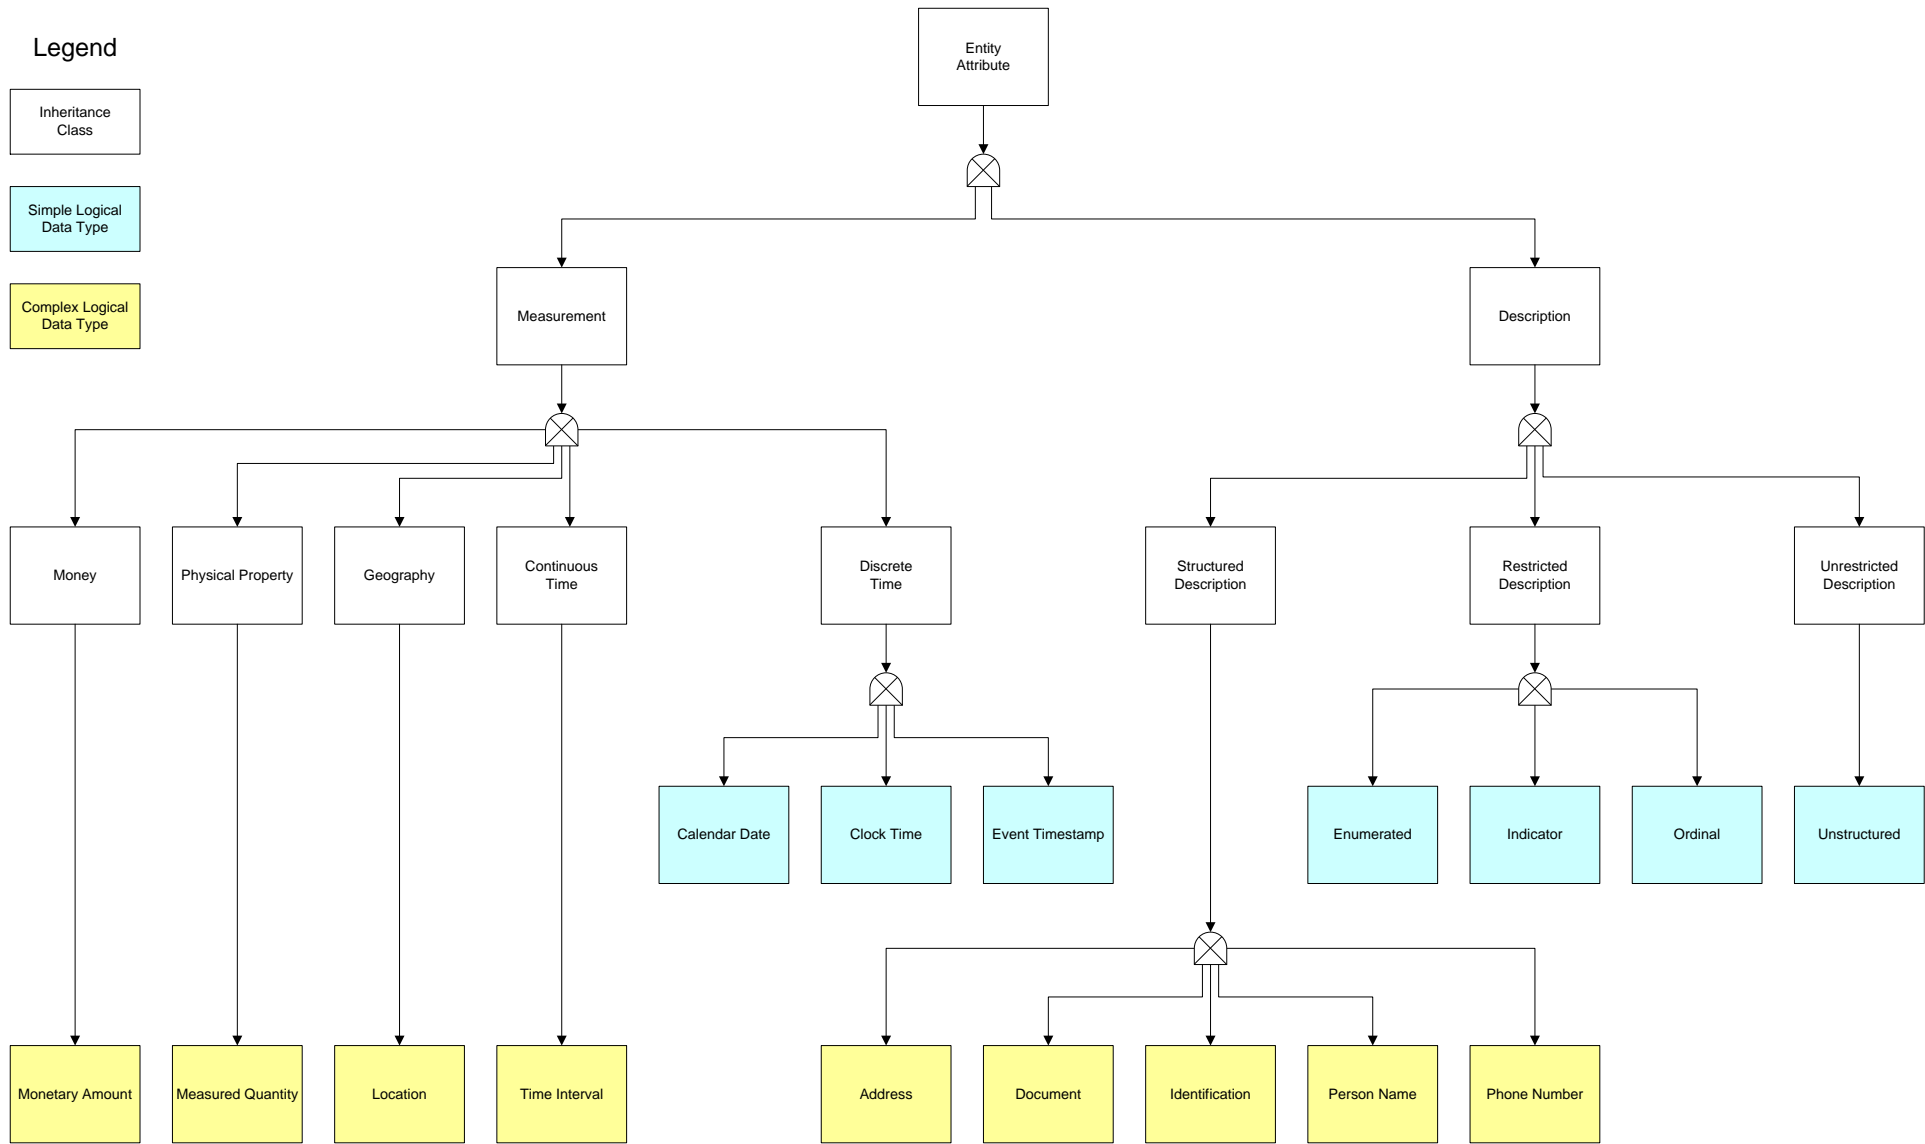 Legend
Inheritance
Class
Simple Logical
Data Type
Complex Logical
Data Type
Entity
Attribute
Measurement
Description
Money
Physical Property
Geography
Continuous
Time
Discrete
Time
Structured
Description
Restricted
Description
Unrestricted
Description
Calendar Date
Clock Time
Event Timestamp
Enumerated
Indicator
Ordinal
Unstructured
Monetary Amount
Measured Quantity
Location
Time Interval
Address
Document
Identification
Person Name
Phone Number